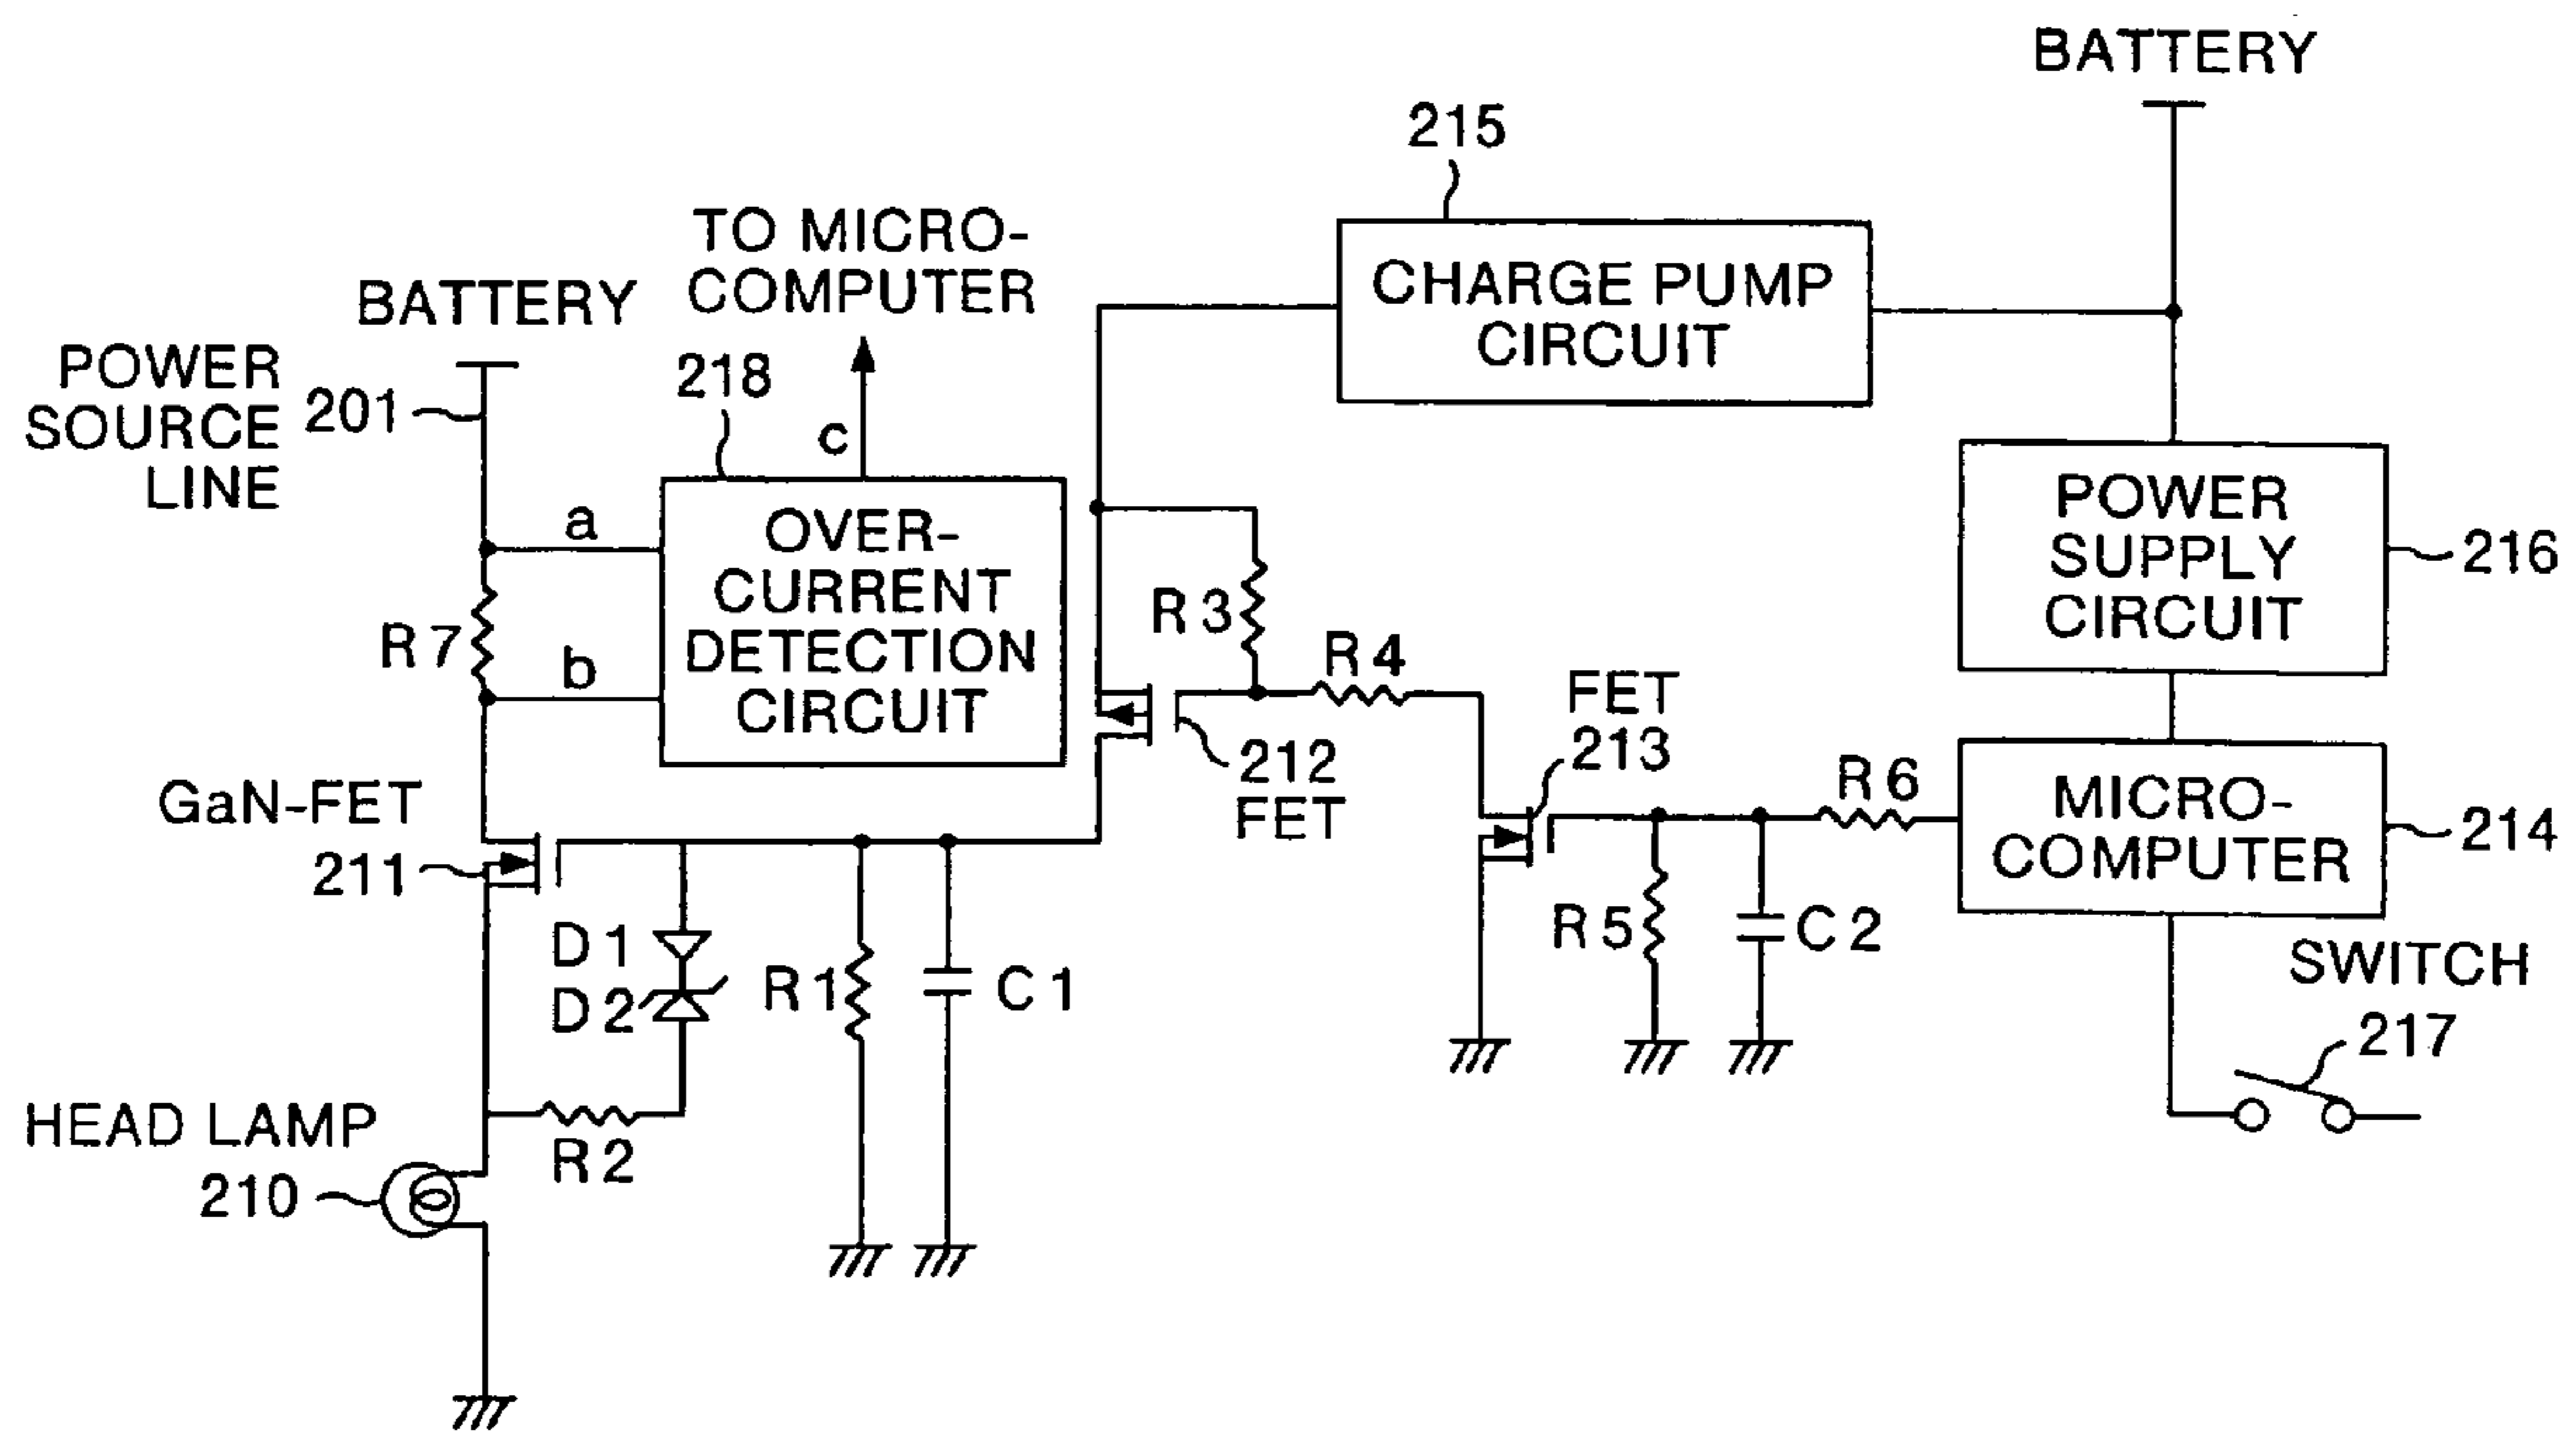 BATTERY
215
CHARGE PUMP
CIRCUIT
TO MICRO-
COMPUTER
BATTERY
POWER
SOURCE
LINE
201
218
c
a
b
R7
OVER-
CURRENT
DETECTION
CIRCUIT
R3
R4
212
FET
FET
213
POWER
SUPPLY
CIRCUIT
216
R6
MICRO-
COMPUTER
214
GaN-FET
211
D1
D2
R1
C1
R5
C2
SWITCH
217
HEAD LAMP
210
R2